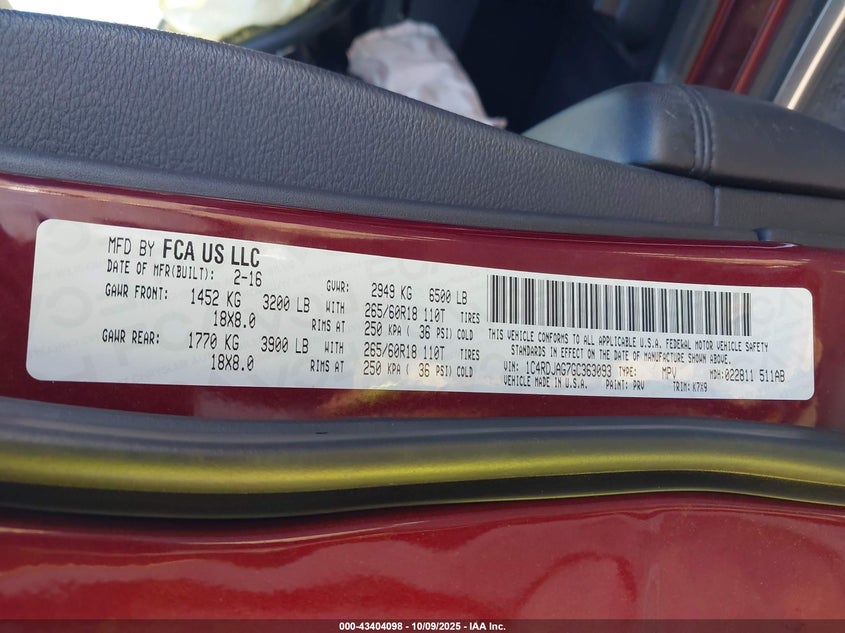 MFD BY FCA US LLC
DATE OF MFR(BUILT): 2-16 GVWR: 2949 KG 6500 LB
GAWR FRONT: 1452 KG 3200 LB WITH 265/60R18 110T TIRES
18X8.0 RIMS AT 250 KPA ( 36 PSI) COLD
GAWR REAR: 1770 KG 3900 LB WITH 265/60R18 110T TIRES
18X8.0 RIMS AT 250 KPA ( 36 PSI) COLD
THIS VEHICLE CONFORMS TO ALL APPLICABLE U.S.A. FEDERAL MOTOR VEHICLE SAFETY
STANDARDS IN EFFECT ON THE DATE OF MANUFACTURE SHOWN ABOVE.
VIN: 1C4RDJAG7GC363093 TYPE: MPV MDH: 022811 511AB
VEHICLE MADE IN U.S.A. PAINT: PRV TRIM: K7X9
000-43404098 - 10/09/2025 - IAA Inc.